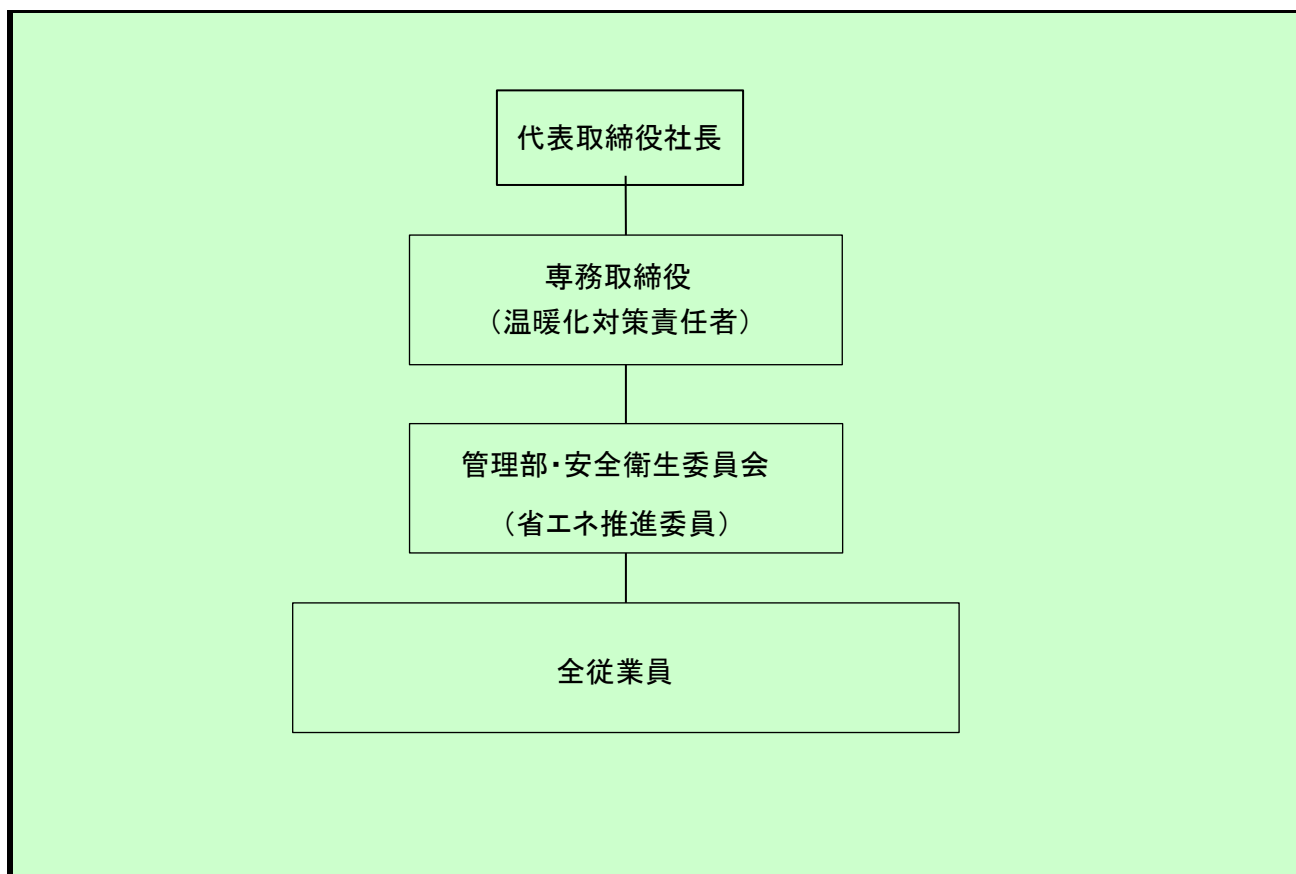 代表取締役社長
専務取締役
（温暖化対策責任者）
管理部・安全衛生委員会
（省エネ推進委員）
全従業員